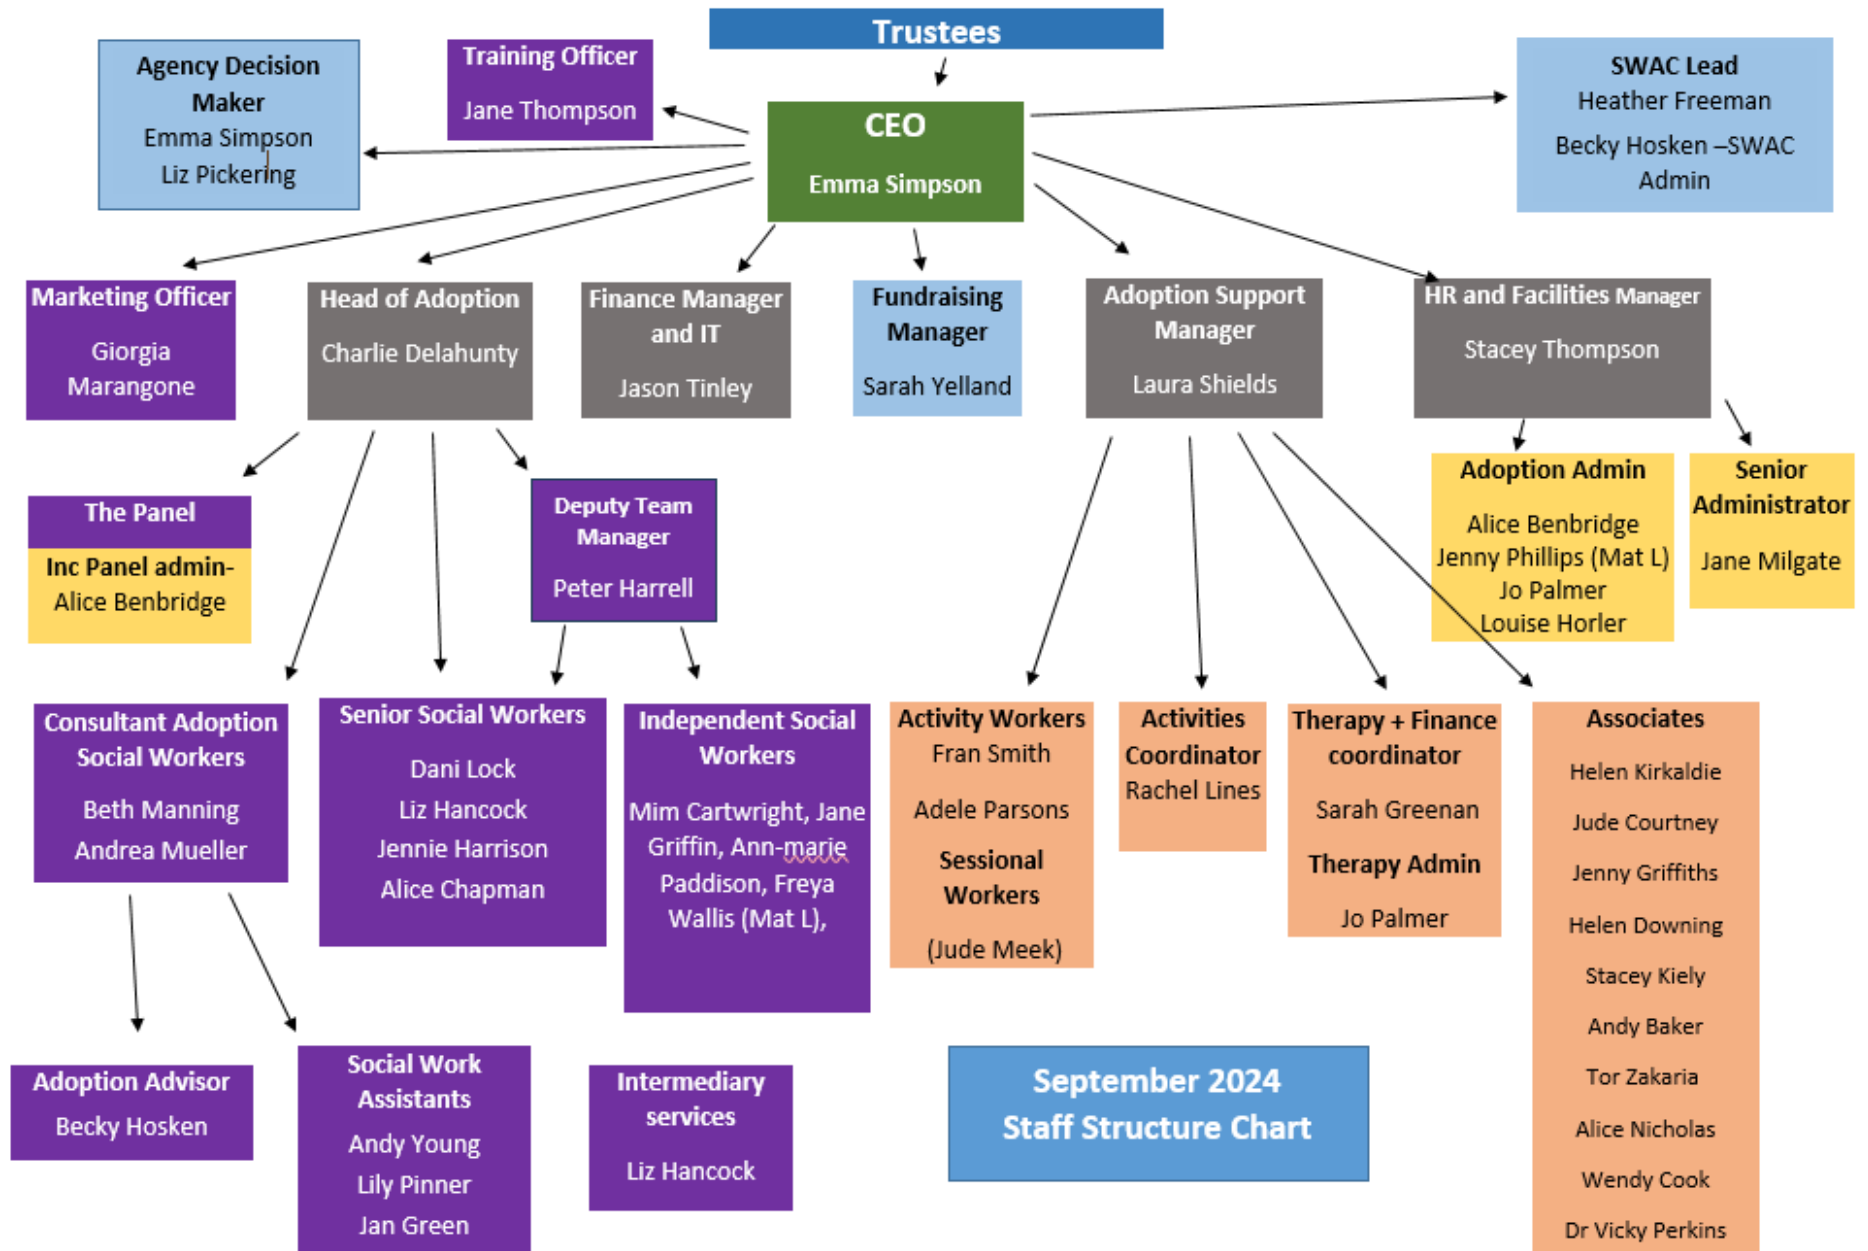 Trustees
Agency Decision
Maker
Emma Simpson
Liz Pickering
Training Officer
Jane Thompson
CEO
Emma Simpson
SWAC Lead
Heather Freeman
Becky Hosken –SWAC
Admin
Marketing Officer
Giorgia
Marangone
Head of Adoption
Charlie Delahunty
Finance Manager
and IT
Jason Tinley
Fundraising
Manager
Sarah Yelland
Adoption Support
Manager
Laura Shields
HR and Facilities Manager
Stacey Thompson
The Panel
Inc Panel admin-
Alice Benbridge
Deputy Team
Manager
Peter Harrell
Adoption Admin
Alice Benbridge
Jenny Phillips (Mat L)
Jo Palmer
Louise Horler
Senior
Administrator
Jane Milgate
Consultant Adoption
Social Workers
Beth Manning
Andrea Mueller
Senior Social Workers
Dani Lock
Liz Hancock
Jennie Harrison
Alice Chapman
Independent Social
Workers
Mim Cartwright, Jane
Griffin, Ann-marie
Paddison, Freya
Wallis (Mat L),
Activity Workers
Fran Smith
Adele Parsons
Sessional
Workers
(Jude Meek)
Activities
Coordinator
Rachel Lines
Therapy + Finance
coordinator
Sarah Greenan
Therapy Admin
Jo Palmer
Associates
Helen Kirkaldie
Jude Courtney
Jenny Griffiths
Helen Downing
Stacey Kiely
Andy Baker
Tor Zakaria
Alice Nicholas
Wendy Cook
Dr Vicky Perkins
Adoption Advisor
Becky Hosken
Social Work
Assistants
Andy Young
Lily Pinner
Jan Green
Intermediary
services
Liz Hancock
September 2024
Staff Structure Chart